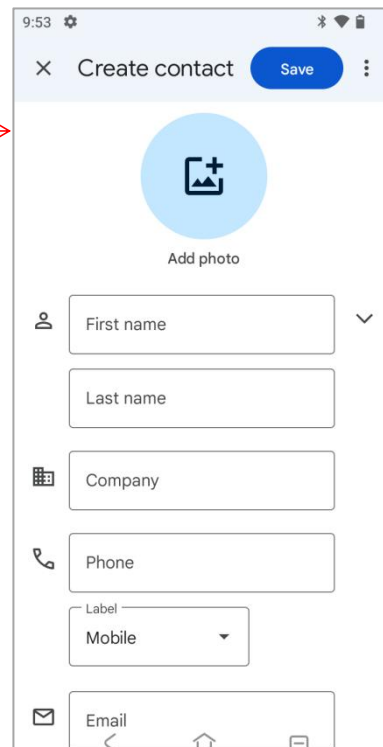 9:53
Create contact Save
Add photo
First name
Last name
Company
Phone
Label
Mobile
Email